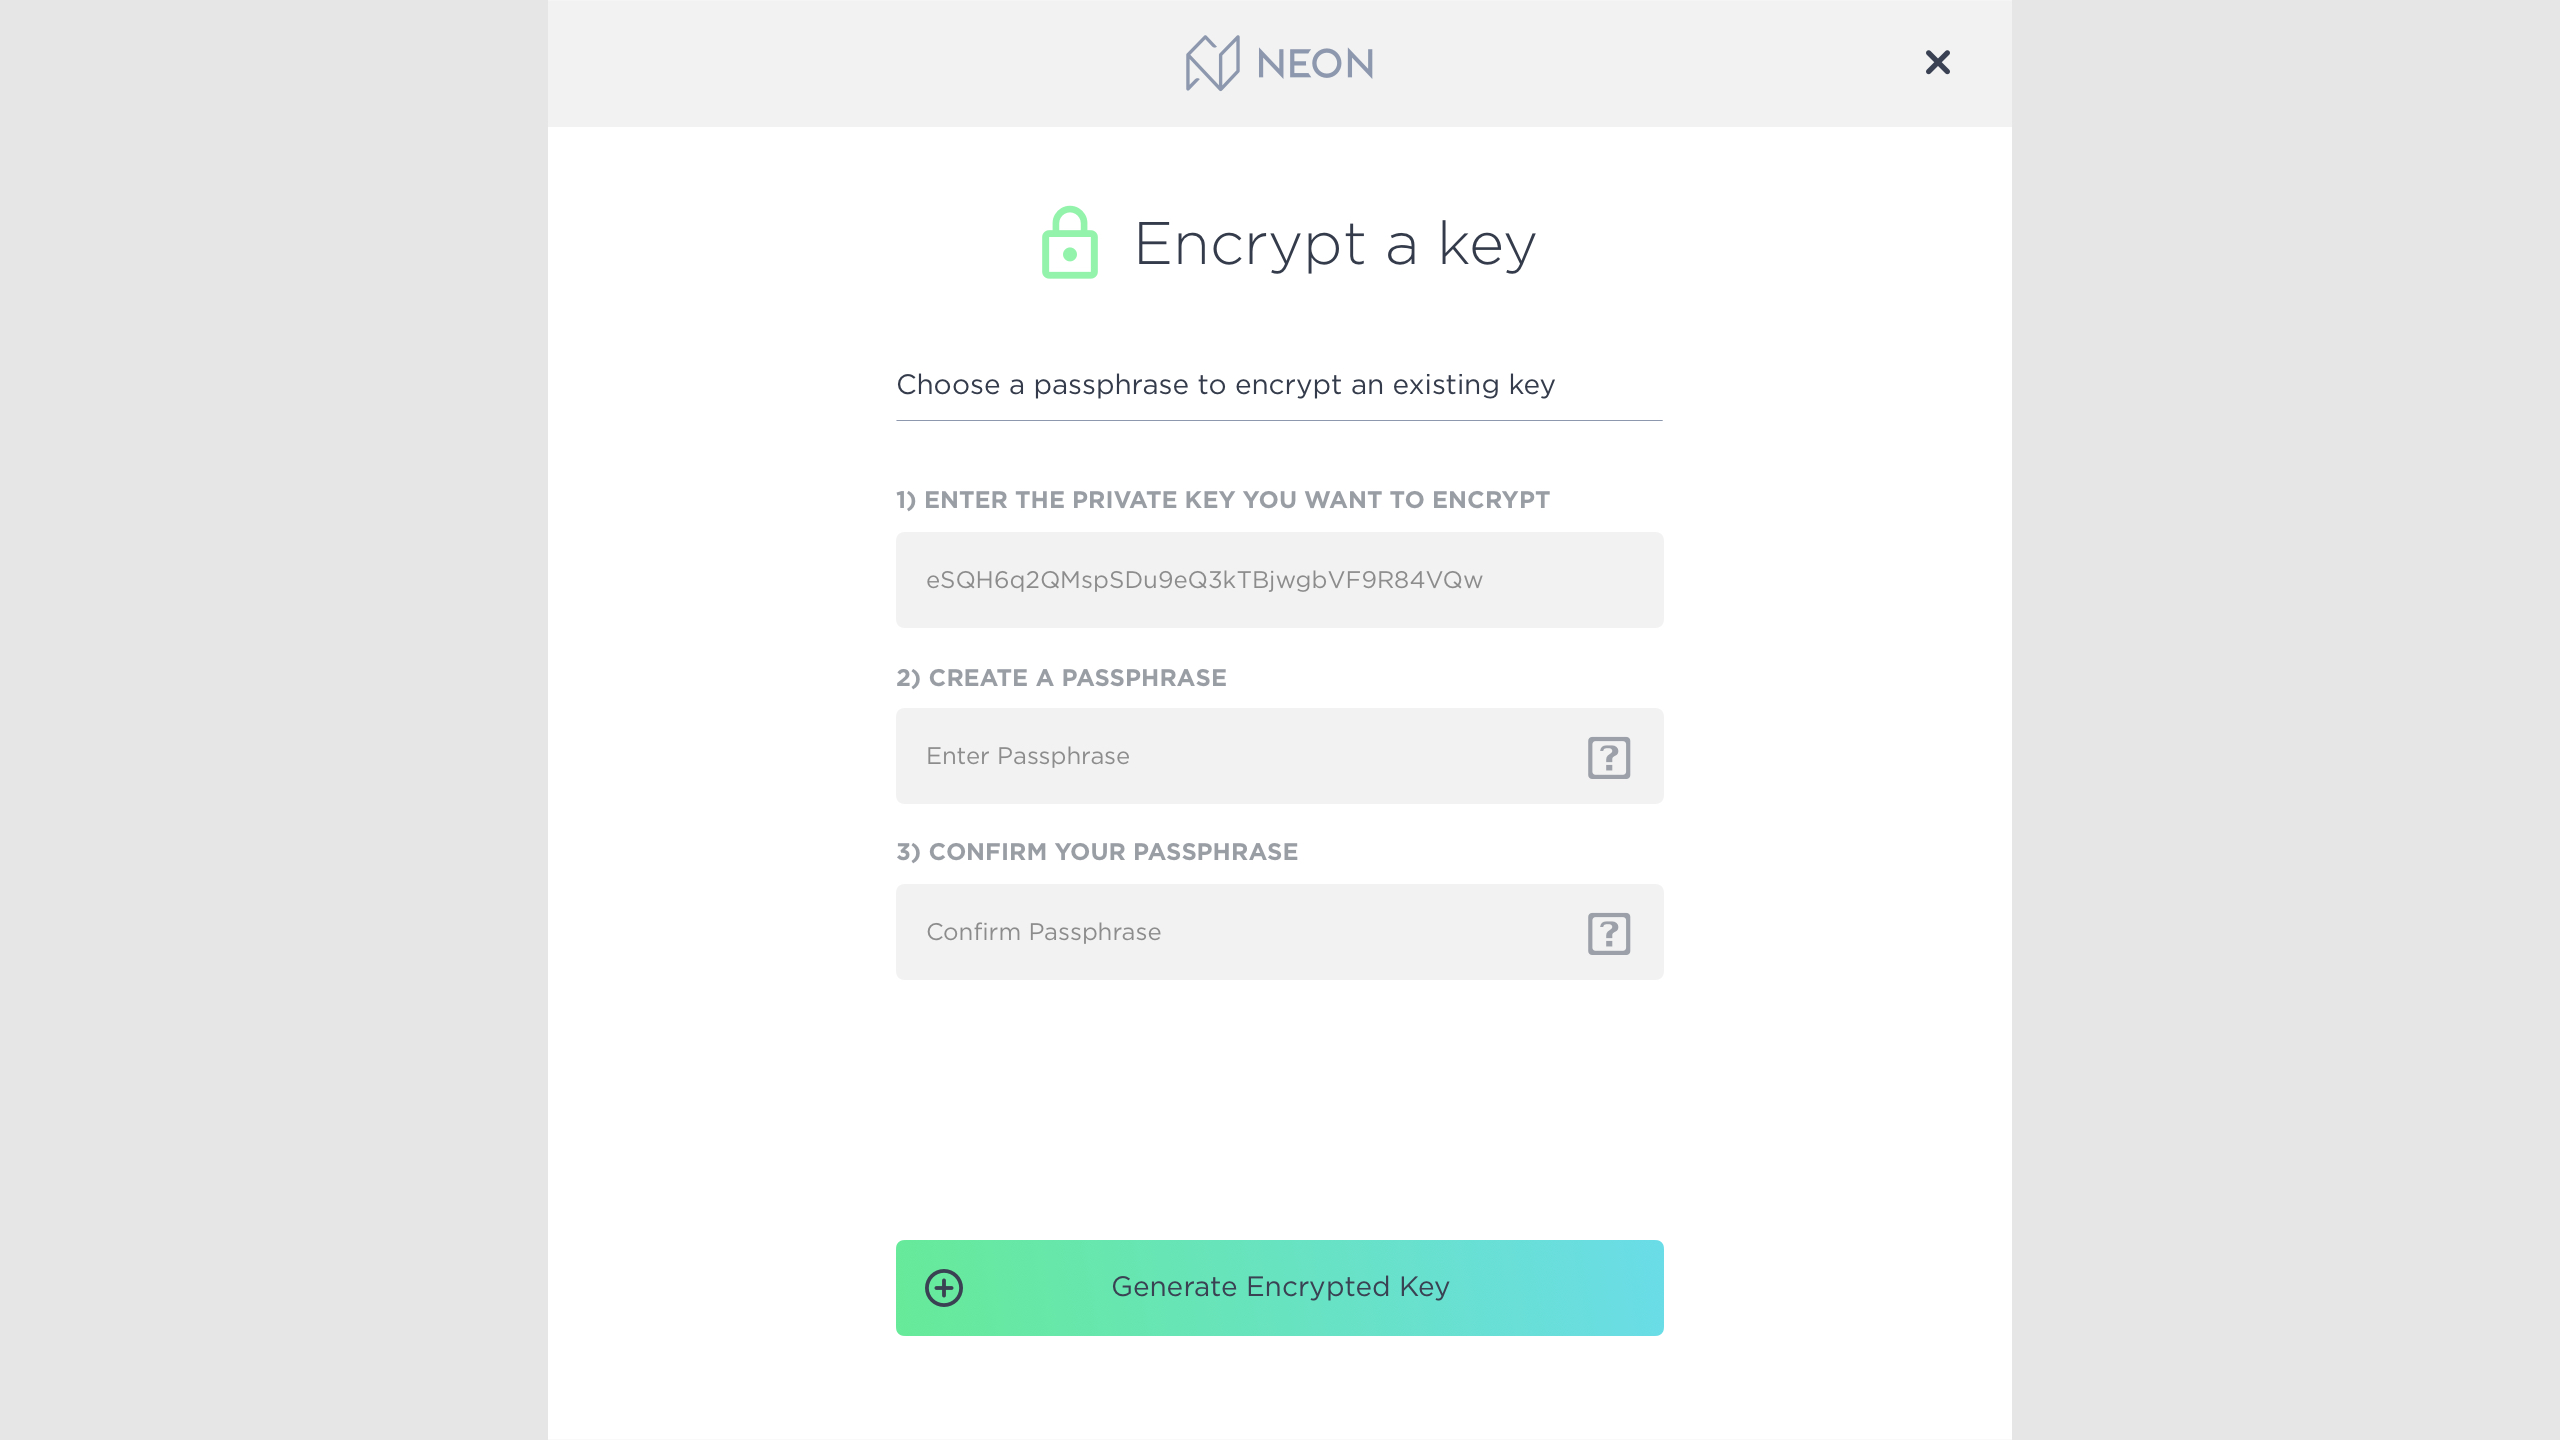 NEON
Encrypt a key
Choose a passphrase to encrypt an existing key
1) ENTER THE PRIVATE KEY YOU WANT TO ENCRYPT
eSQH6q2QMspSDu9eQ3kTBjwgbVF9R84VQw
2) CREATE A PASSPHRASE
Enter Passphrase
?
3) CONFIRM YOUR PASSPHRASE
Confirm Passphrase
?
Generate Encrypted Key